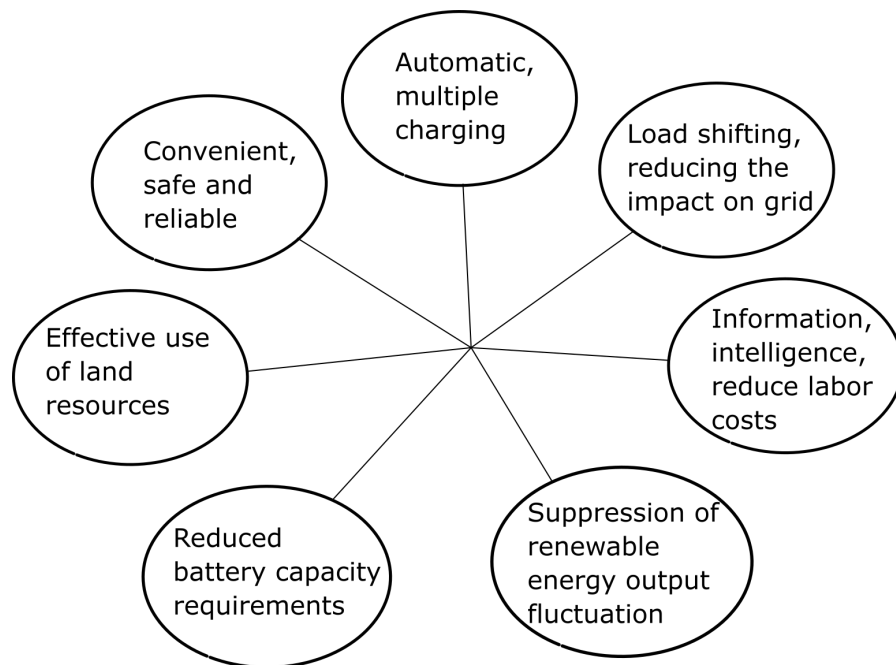 Automatic,
multiple
charging
Load shifting,
reducing the
impact on grid
Information,
intelligence,
reduce labor
costs
Suppression of
renewable
energy output
fluctuation
Reduced
battery capacity
requirements
Effective use
of land
resources
Convenient,
safe and
reliable